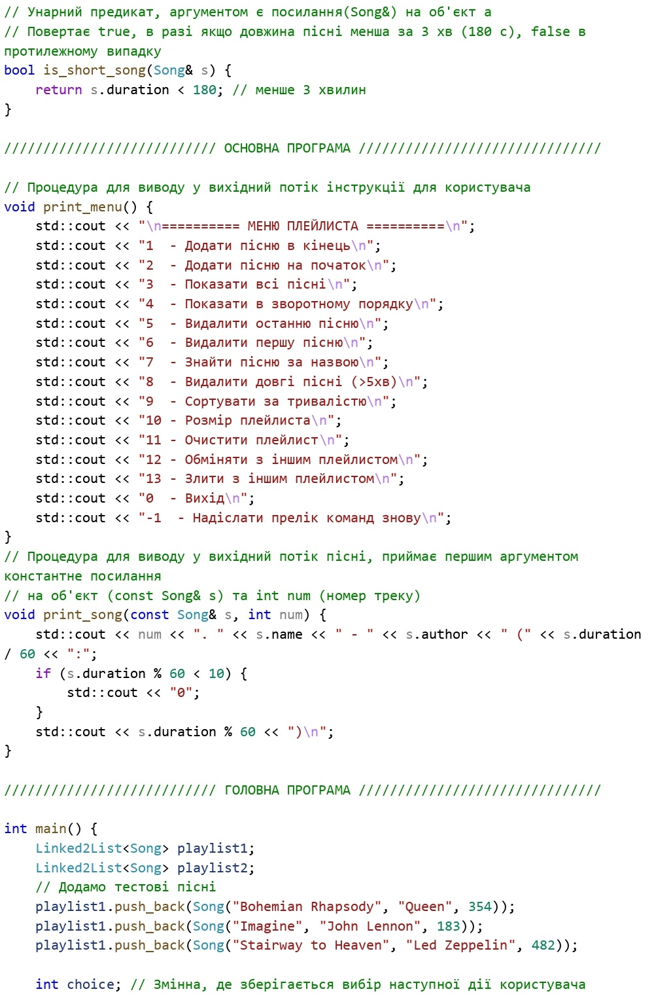 // Унарний предикат, аргументом є посилання(Song&) на об'єкт a
// Повертає true, в разі якщо довжина пісні менша за 3 хв (180 с), false в
протилежному випадку
bool is_short_song(Song& s) {
    return s.duration < 180; // менше 3 хвилин
}

/////////////////////////// ОСНОВНА ПРОГРАМА ///////////////////////////////

// Процедура для виводу у вихідний потік інструкції для користувача
void print_menu() {
    std::cout << "\n========== МЕНЮ ПЛЕЙЛИСТА ==========\n";
    std::cout << "1  - Додати пісню в кінець\n";
    std::cout << "2  - Додати пісню на початок\n";
    std::cout << "3  - Показати всі пісні\n";
    std::cout << "4  - Показати в зворотному порядку\n";
    std::cout << "5  - Видалити останню пісню\n";
    std::cout << "6  - Видалити першу пісню\n";
    std::cout << "7  - Знайти пісню за назвою\n";
    std::cout << "8  - Видалити довгі пісні (>5хв)\n";
    std::cout << "9  - Сортувати за тривалістю\n";
    std::cout << "10 - Розмір плейлиста\n";
    std::cout << "11 - Очистити плейлист\n";
    std::cout << "12 - Обміняти з іншим плейлистом\n";
    std::cout << "13 - Злити з іншим плейлистом\n";
    std::cout << "0  - Вихід\n";
    std::cout << "-1  - Надіслати прелік команд знову\n";
}
// Процедура для виводу у вихідний потік пісні, приймає першим аргументом
константне посилання
// на об'єкт (const Song& s) та int num (номер треку)
void print_song(const Song& s, int num) {
    std::cout << num << ". " << s.name << " - " << s.author << " (" << s.duration
/ 60 << ":";
    if (s.duration % 60 < 10) {
        std::cout << "0";
    }
    std::cout << s.duration % 60 << ")\n";
}

/////////////////////////// ГОЛОВНА ПРОГРАМА ///////////////////////////////

int main() {
    Linked2List<Song> playlist1;
    Linked2List<Song> playlist2;
    // Додамо тестові пісні
    playlist1.push_back(Song("Bohemian Rhapsody", "Queen", 354));
    playlist1.push_back(Song("Imagine", "John Lennon", 183));
    playlist1.push_back(Song("Stairway to Heaven", "Led Zeppelin", 482));

    int choice; // Змінна, де зберігається вибір наступної дії користувача